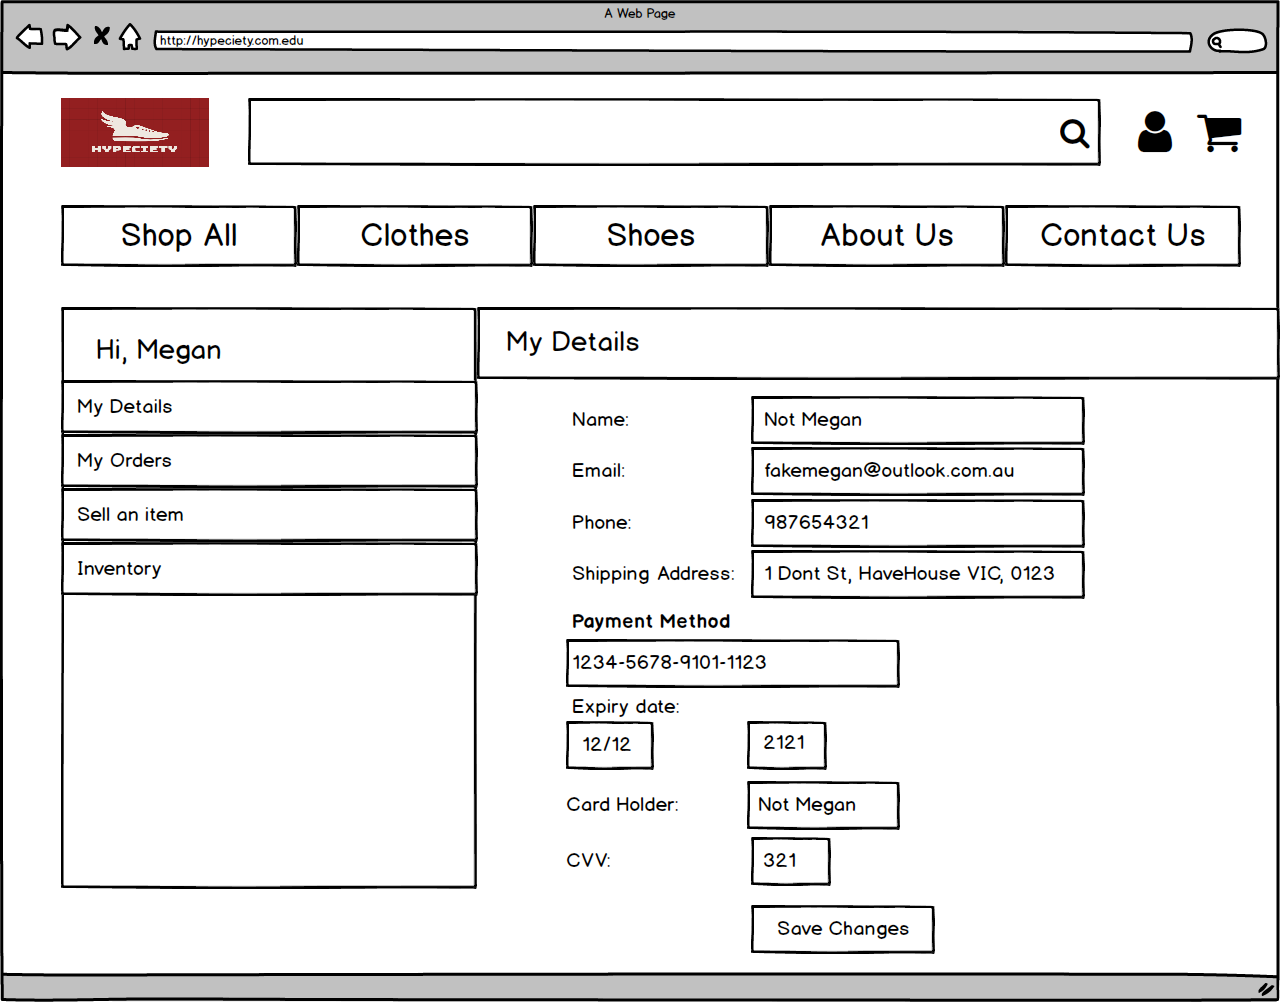 A Web Page
http://hypeciety.com.edu
HYPECIETY
Shop All Clothes Shoes About Us Contact Us
Hi, Megan
My Details
My Orders
Sell an item
Inventory
My Details
Name: Not Megan
Email: fakemegan@outlook.com.au
Phone: 987654321
Shipping Address: 1 Dont St, HaveHouse VIC, 0123
Payment Method
1234-5678-9101-1123
Expiry date:
12/12 2121
Card Holder: Not Megan
CVV: 321
Save Changes